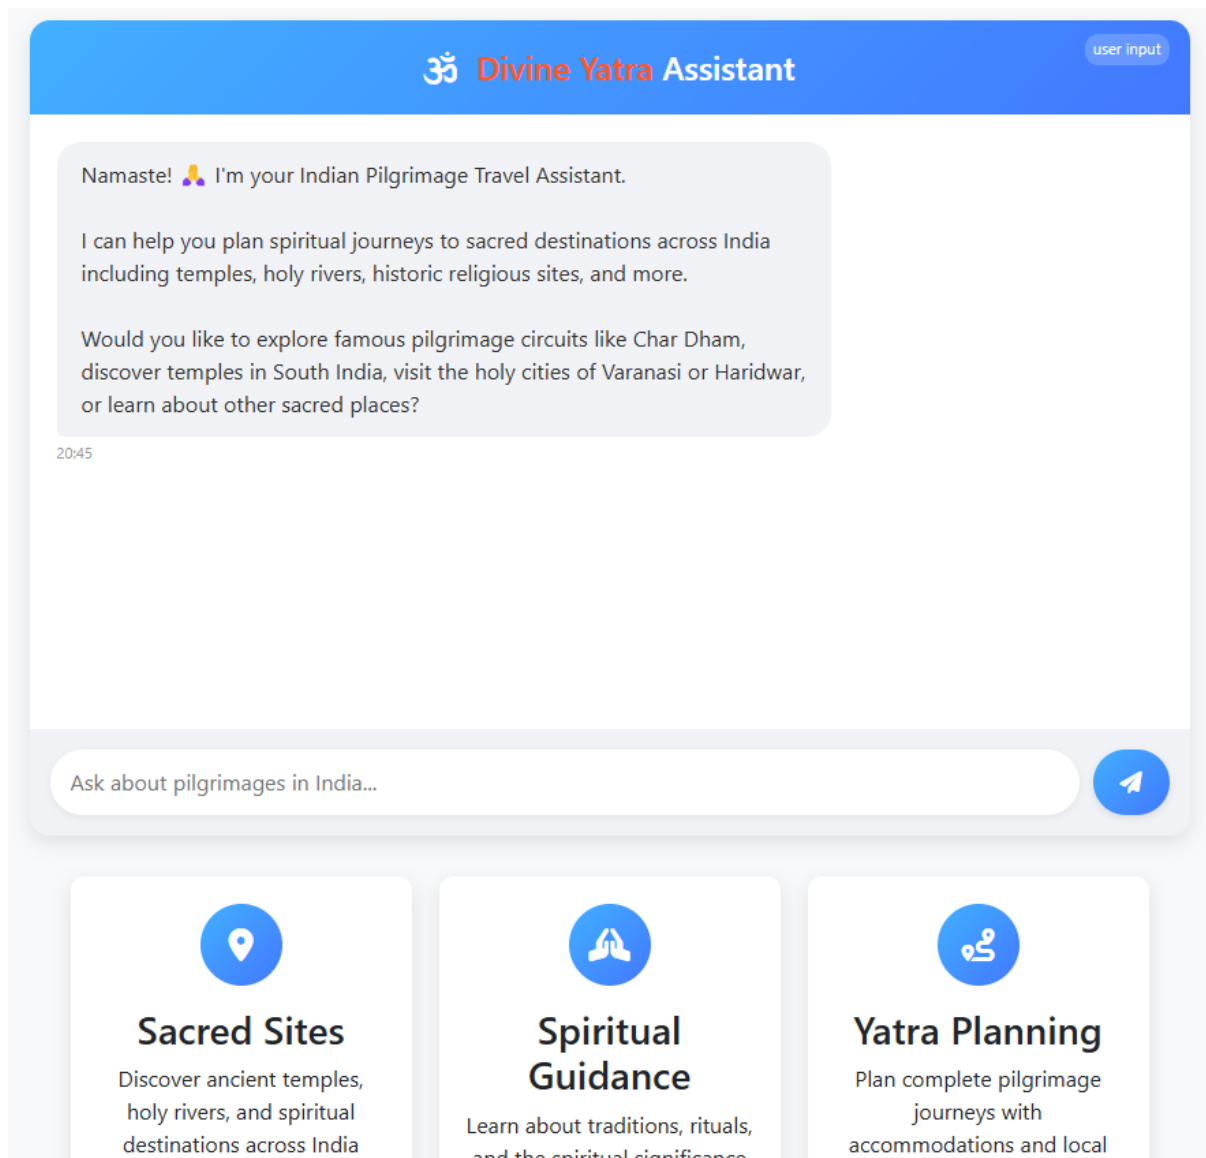 ॐ Divine Yatra Assistant
user input
Namaste! 🙏 I'm your Indian Pilgrimage Travel Assistant.
I can help you plan spiritual journeys to sacred destinations across India
including temples, holy rivers, historic religious sites, and more.
Would you like to explore famous pilgrimage circuits like Char Dham,
discover temples in South India, visit the holy cities of Varanasi or Haridwar,
or learn about other sacred places?
20:45
Ask about pilgrimages in India...
Sacred Sites
Discover ancient temples,
holy rivers, and spiritual
destinations across India
Spiritual
Guidance
Learn about traditions, rituals,
and the spiritual significance
Yatra Planning
Plan complete pilgrimage
journeys with
accommodations and local